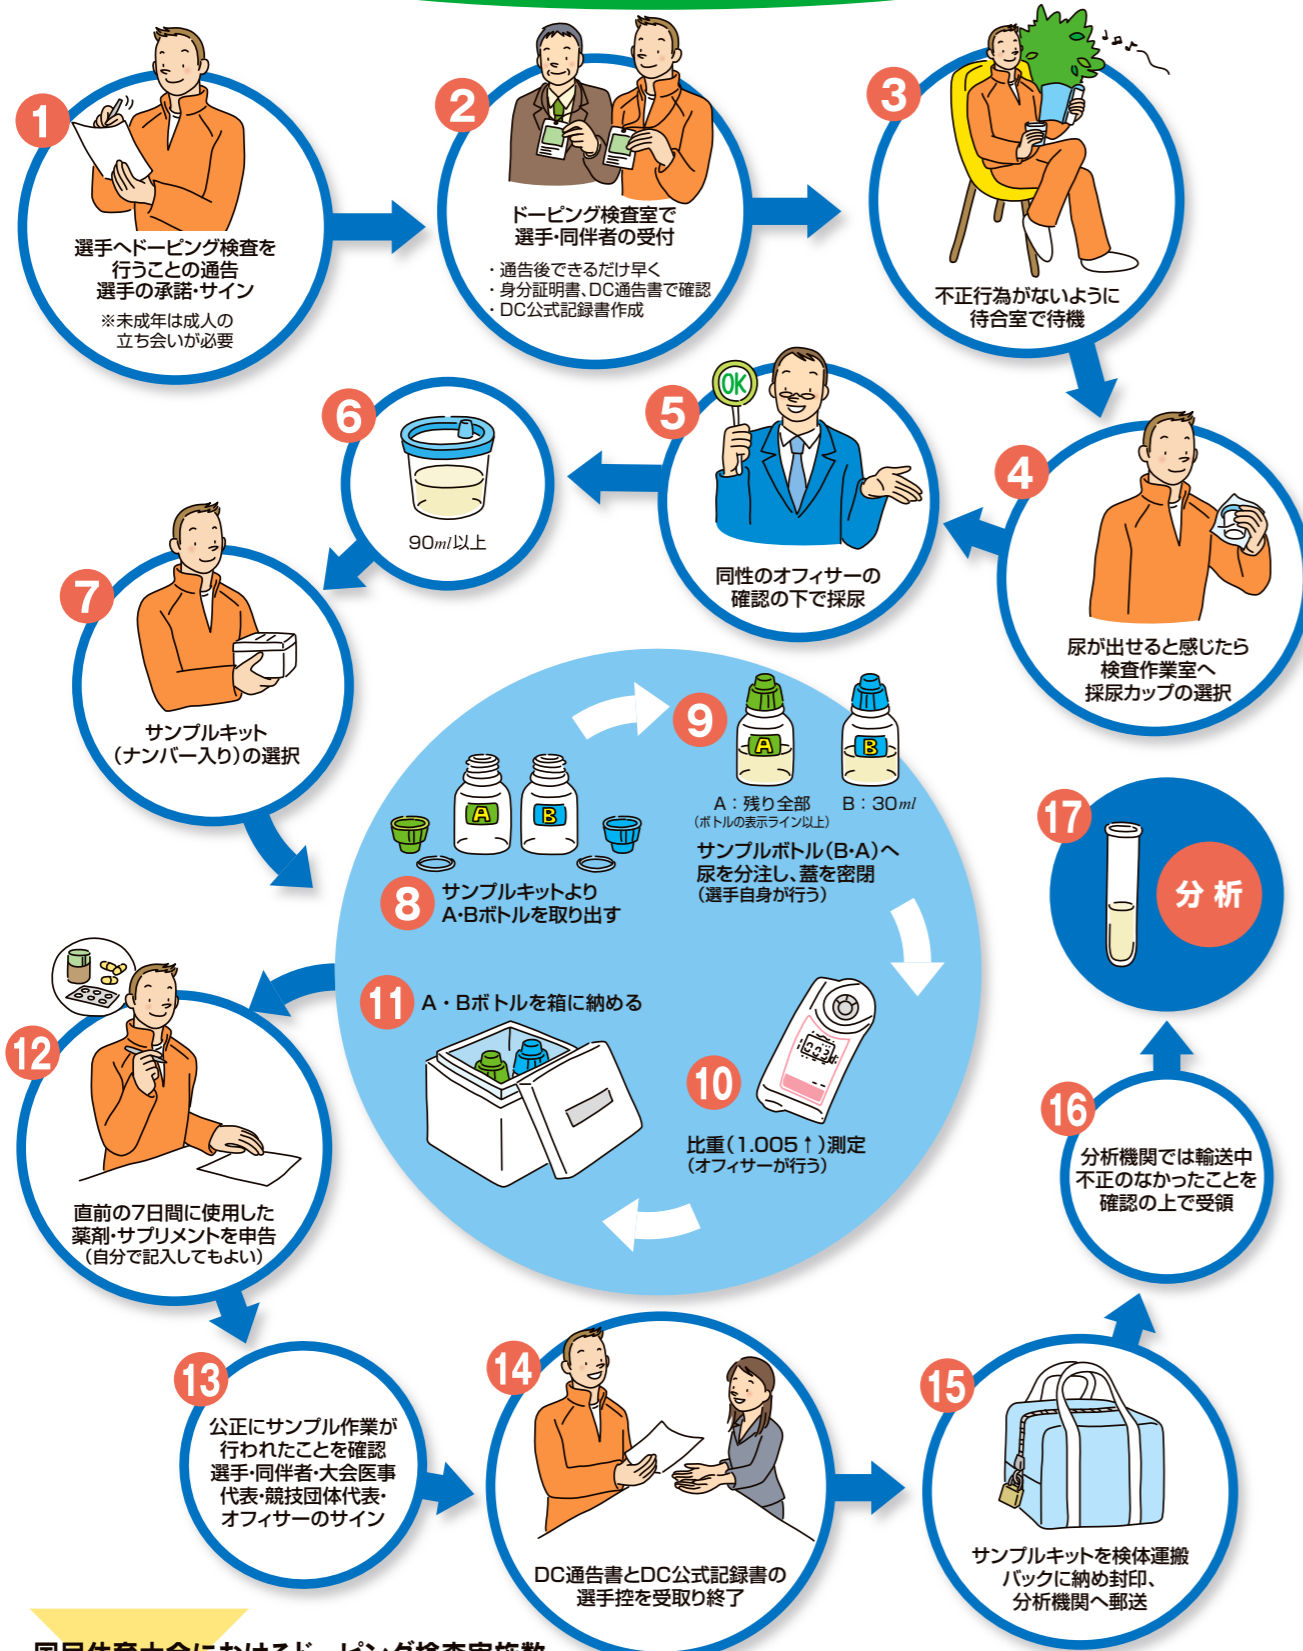 1
選手へドーピング検査を
行うことの通告
選手の承諾・サイン
※未成年は成人の
立ち会いが必要
2
ドーピング検査室で
選手・同伴者の受付
・通告後できるだけ早く
・身分証明書、DC通告書で確認
・DC公式記録書作成
3
不正行為がないように
待合室で待機
4
尿が出せると感じたら
検査作業室へ
採尿カップの選択
5
OK
同性のオフィサーの
確認の下で採尿
6
90ml以上
7
サンプルキット
(ナンバー入り)の選択
8
A
B
サンプルキットより
A・Bボトルを取り出す
9
A
B
A：残り全部
(ボトルの表示ライン以上)
B：30ml
サンプルボトル(B・A)へ
尿を分注し、蓋を密閉
(選手自身が行う)
10
比重(1.005↑)測定
(オフィサーが行う)
11
A・Bボトルを箱に納める
12
直前の7日間に使用した
薬剤・サプリメントを申告
(自分で記入してもよい)
13
公正にサンプル作業が
行われたことを確認
選手・同伴者・大会医事
代表・競技団体代表・
オフィサーのサイン
14
DC通告書とDC公式記録書の
選手控を受取り終了
15
サンプルキットを検体運搬
バックに納め封印、
分析機関へ郵送
16
分析機関では輸送中
不正のなかったことを
確認の上で受領
17
分析
国民体育大会におけるドーピング検査実施数